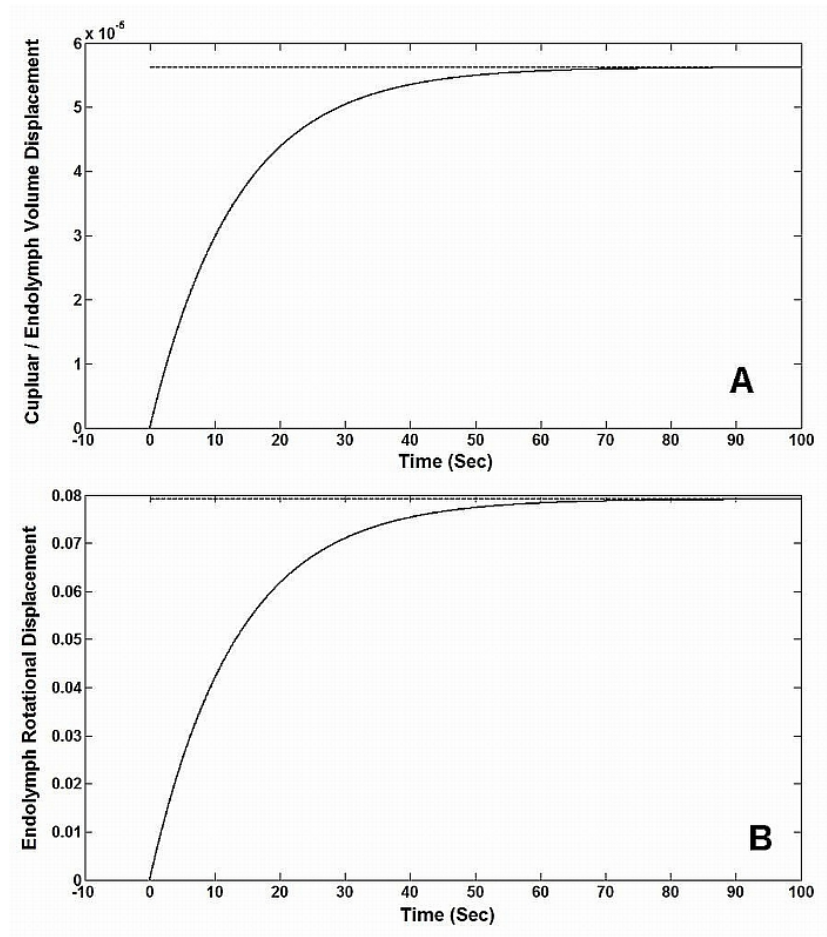 x 10⁻⁵
6
5
4
3
2
1
0
Cupluar / Endolymph Volume Displacement
-10 0 10 20 30 40 50 60 70 80 90 100
Time (Sec)
A
0.08
0.07
0.06
0.05
0.04
0.03
0.02
0.01
0
Endolymph Rotational Displacement
-10 0 10 20 30 40 50 60 70 80 90 100
Time (Sec)
B